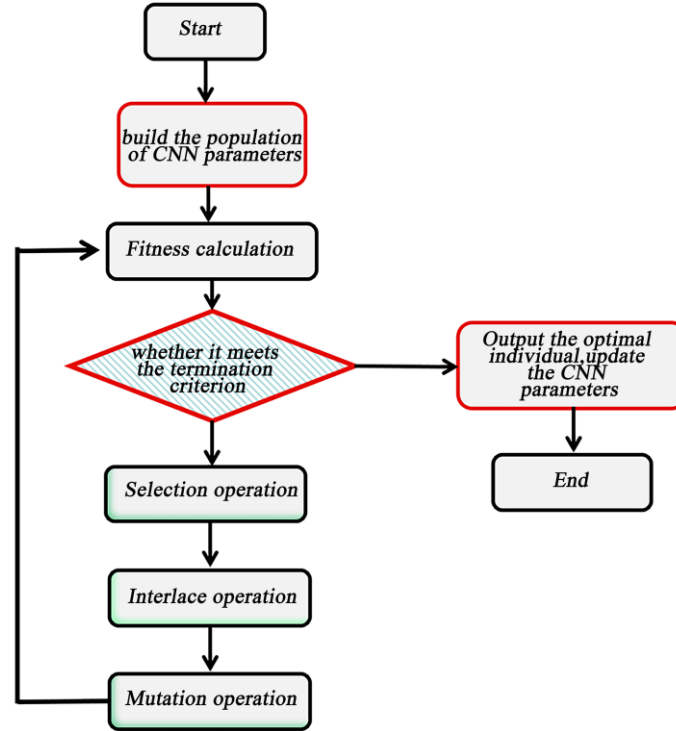 Start
build the population
of CNN parameters
Fitness calculation
whether it meets
the termination
criterion
Output the optimal
individual,update
the CNN
parameters
End
Selection operation
Interlace operation
Mutation operation